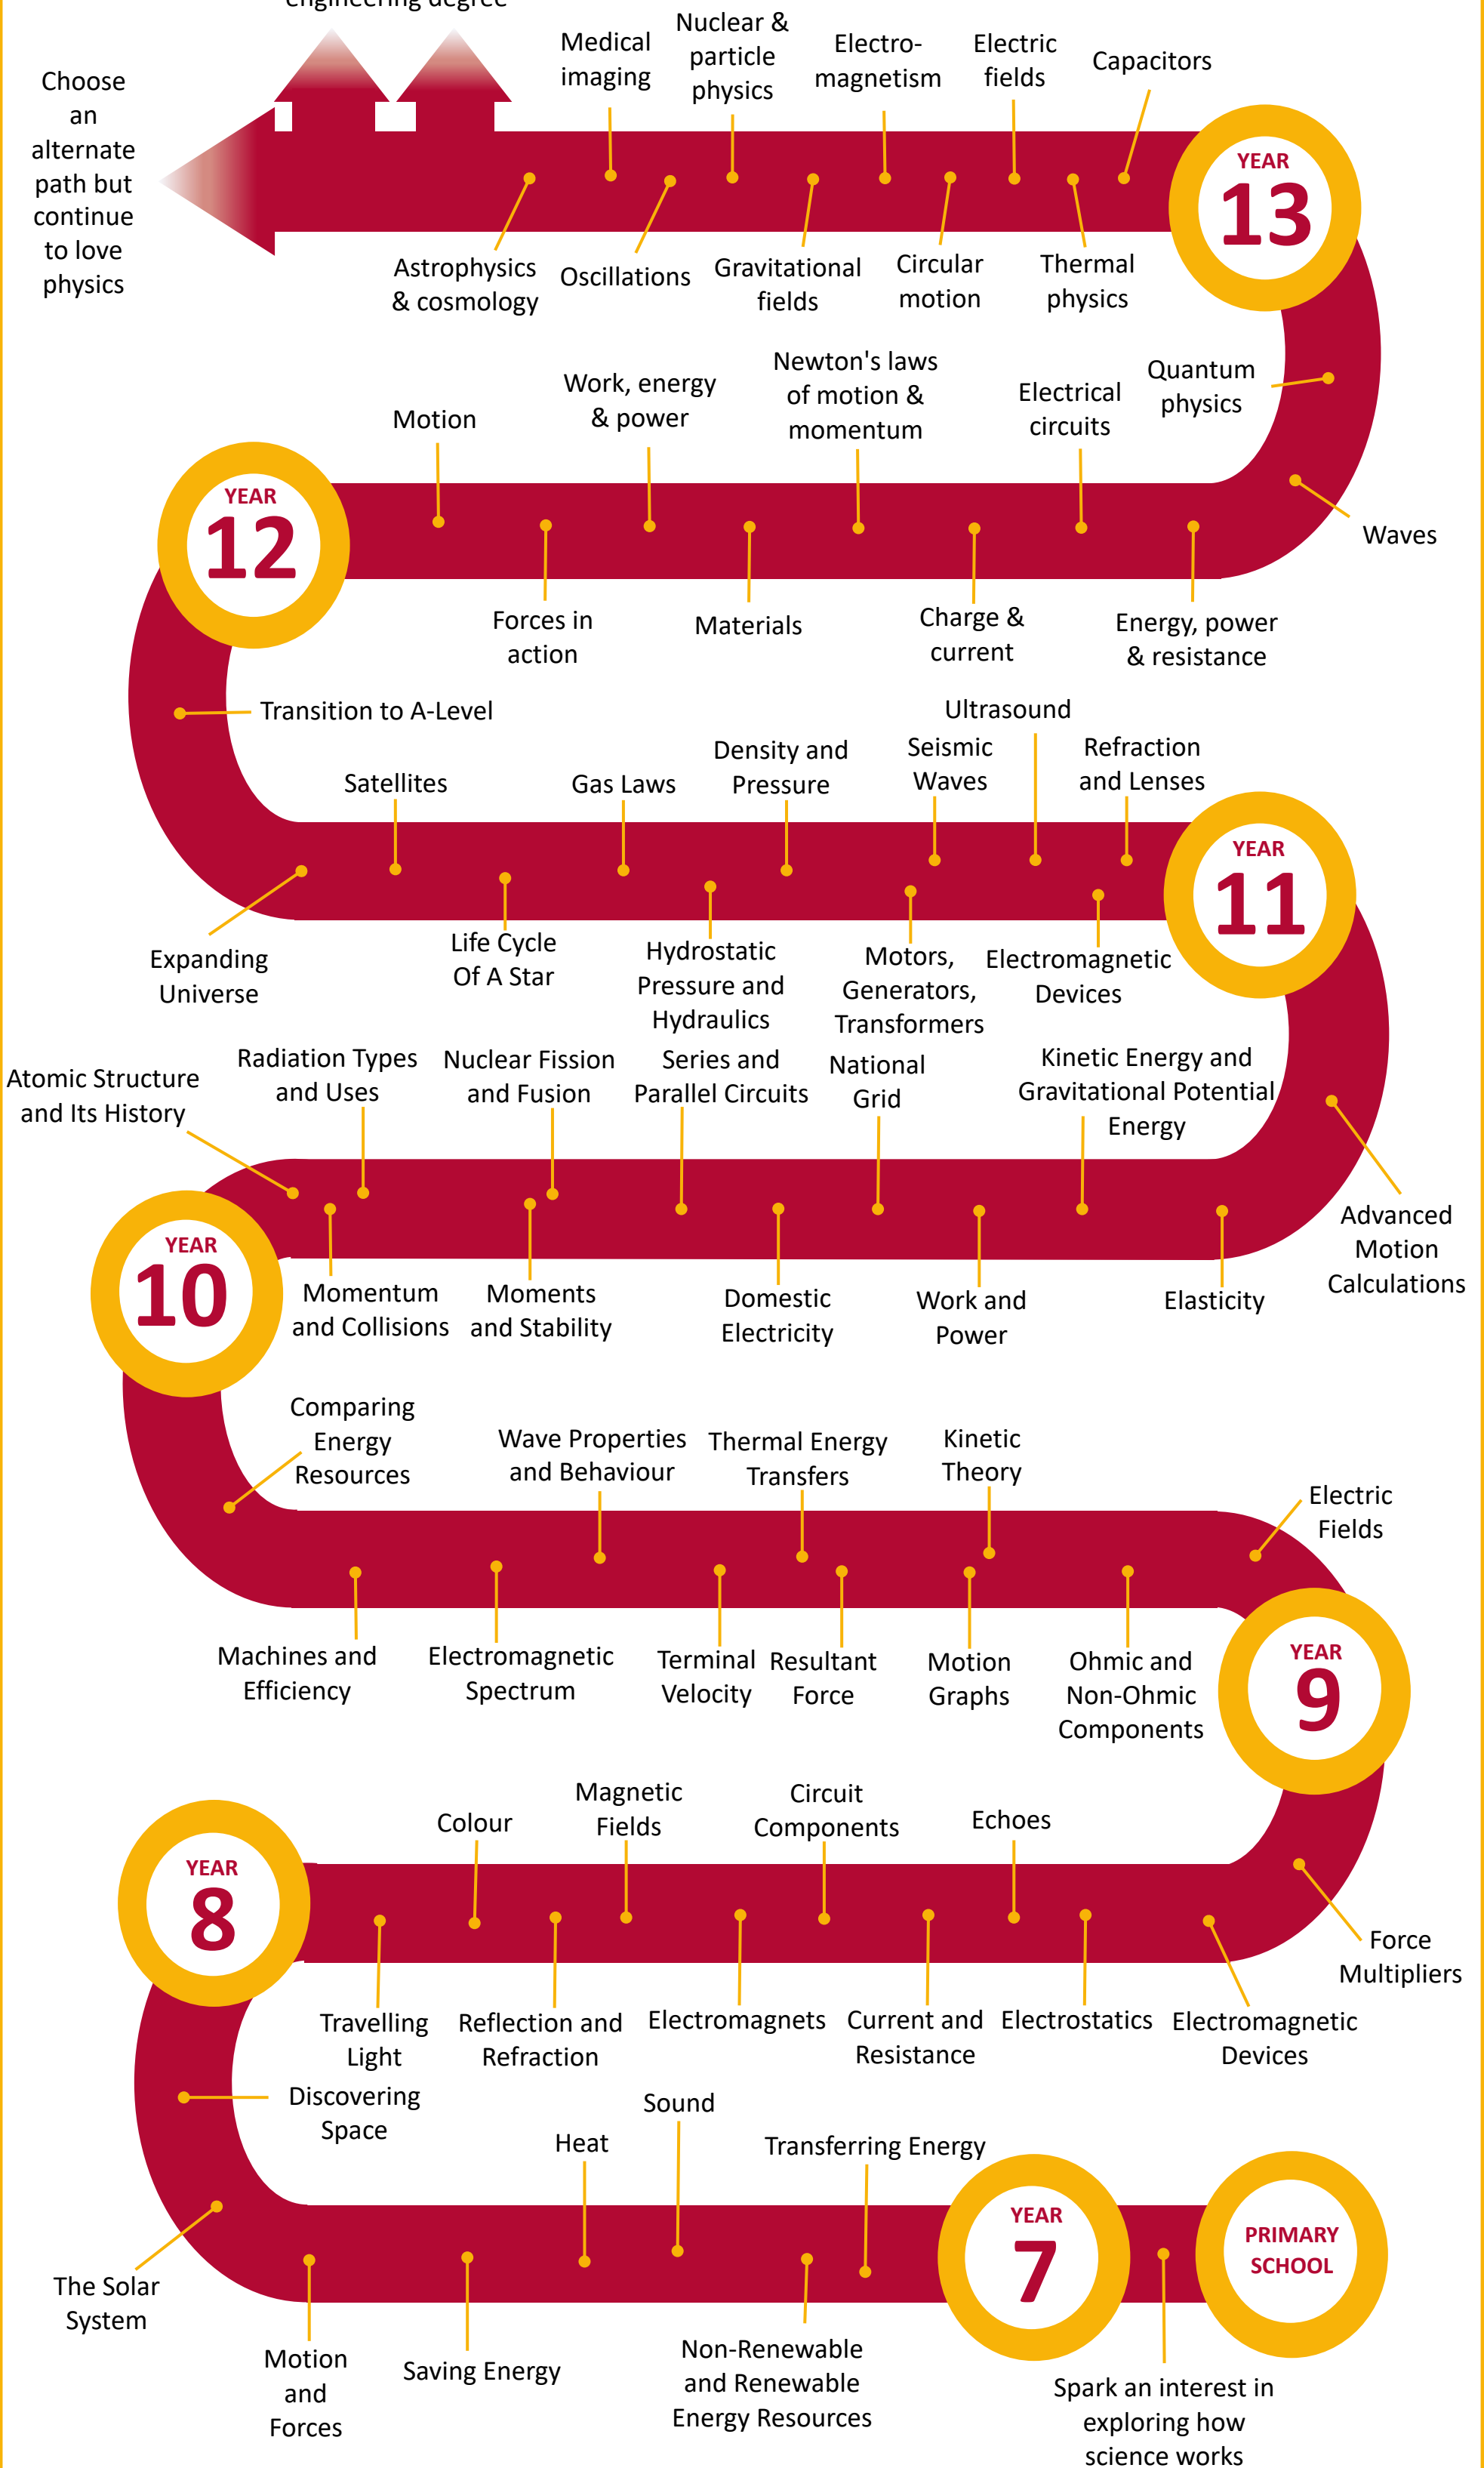 engineering degree
Choose
an
alternate
path but
continue
to love
physics
Medical
imaging
Nuclear &
particle
physics
Electro-
magnetism
Electric
fields
Capacitors
YEAR
13
Astrophysics
& cosmology
Oscillations
Gravitational
fields
Circular
motion
Thermal
physics
Quantum
physics
Waves
Motion
Work, energy
& power
Newton's laws
of motion &
momentum
Electrical
circuits
YEAR
12
Forces in
action
Materials
Charge &
current
Energy, power
& resistance
Transition to A-Level
Satellites
Gas Laws
Density and
Pressure
Seismic
Waves
Ultrasound
Refraction
and Lenses
YEAR
11
Expanding
Universe
Life Cycle
Of A Star
Hydrostatic
Pressure and
Hydraulics
Motors,
Generators,
Transformers
Electromagnetic
Devices
Atomic Structure
and Its History
Radiation Types
and Uses
Nuclear Fission
and Fusion
Series and
Parallel Circuits
National
Grid
Kinetic Energy and
Gravitational Potential
Energy
Advanced
Motion
Calculations
YEAR
10
Momentum
and Collisions
Moments
and Stability
Domestic
Electricity
Work and
Power
Elasticity
Comparing
Energy
Resources
Wave Properties
and Behaviour
Thermal Energy
Transfers
Kinetic
Theory
Electric
Fields
Machines and
Efficiency
Electromagnetic
Spectrum
Terminal
Velocity
Resultant
Force
Motion
Graphs
Ohmic and
Non-Ohmic
Components
YEAR
9
Colour
Magnetic
Fields
Circuit
Components
Echoes
Force
Multipliers
YEAR
8
Travelling
Light
Reflection and
Refraction
Electromagnets
Current and
Resistance
Electrostatics
Electromagnetic
Devices
Discovering
Space
Heat
Sound
Transferring Energy
YEAR
7
PRIMARY
SCHOOL
The Solar
System
Motion
and
Forces
Saving Energy
Non-Renewable
and Renewable
Energy Resources
Spark an interest in
exploring how
science works